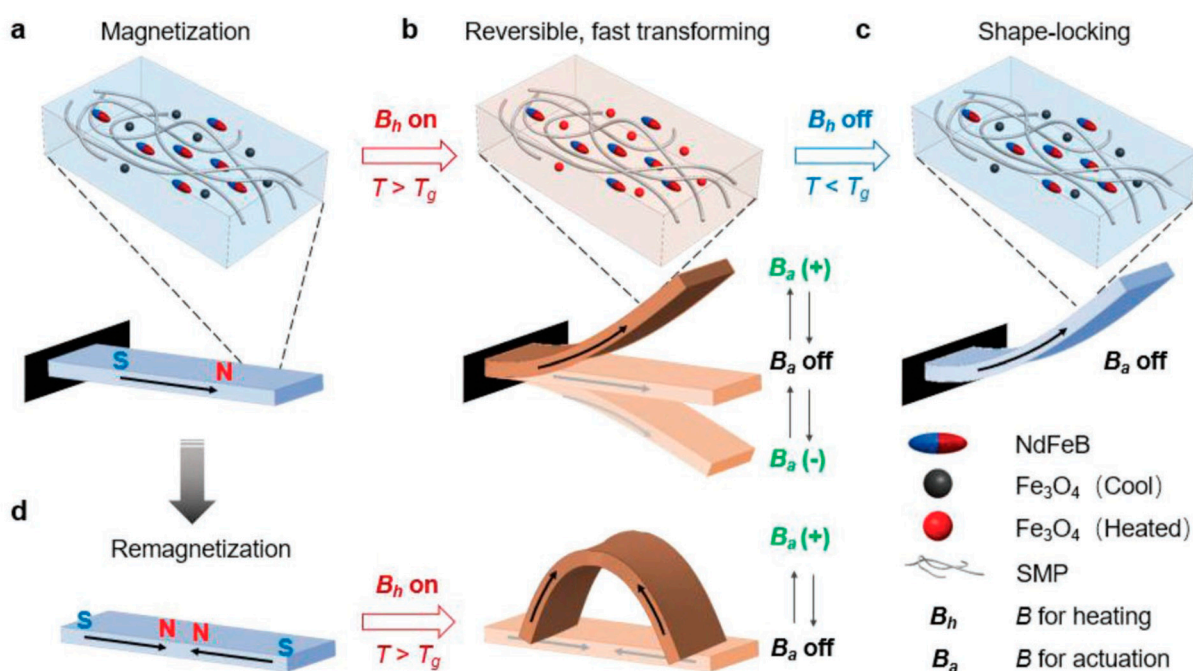 a Magnetization
b Reversible, fast transforming
c Shape-locking
B_h on
T > T_g
B_h off
T < T_g
B_a (+)
B_a off
B_a (-)
S N
B_a off
NdFeB
Fe₃O₄ (Cool)
Fe₃O₄ (Heated)
SMP
B_h B for heating
B_a B for actuation
d
Remagnetization
S N N S
B_h on
T > T_g
B_a (+)
B_a off